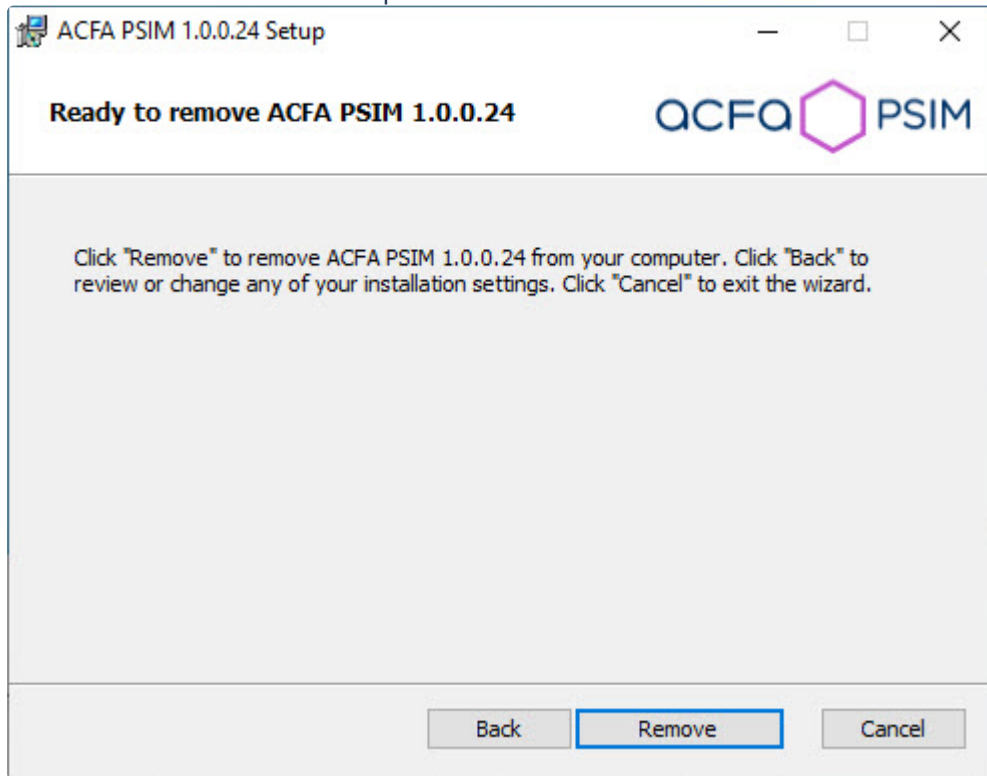 ACFA PSIM 1.0.0.24 Setup
Ready to remove ACFA PSIM 1.0.0.24
acFa PSIM
Click "Remove" to remove ACFA PSIM 1.0.0.24 from your computer. Click "Back" to
review or change any of your installation settings. Click "Cancel" to exit the wizard.
Back
Remove
Cancel